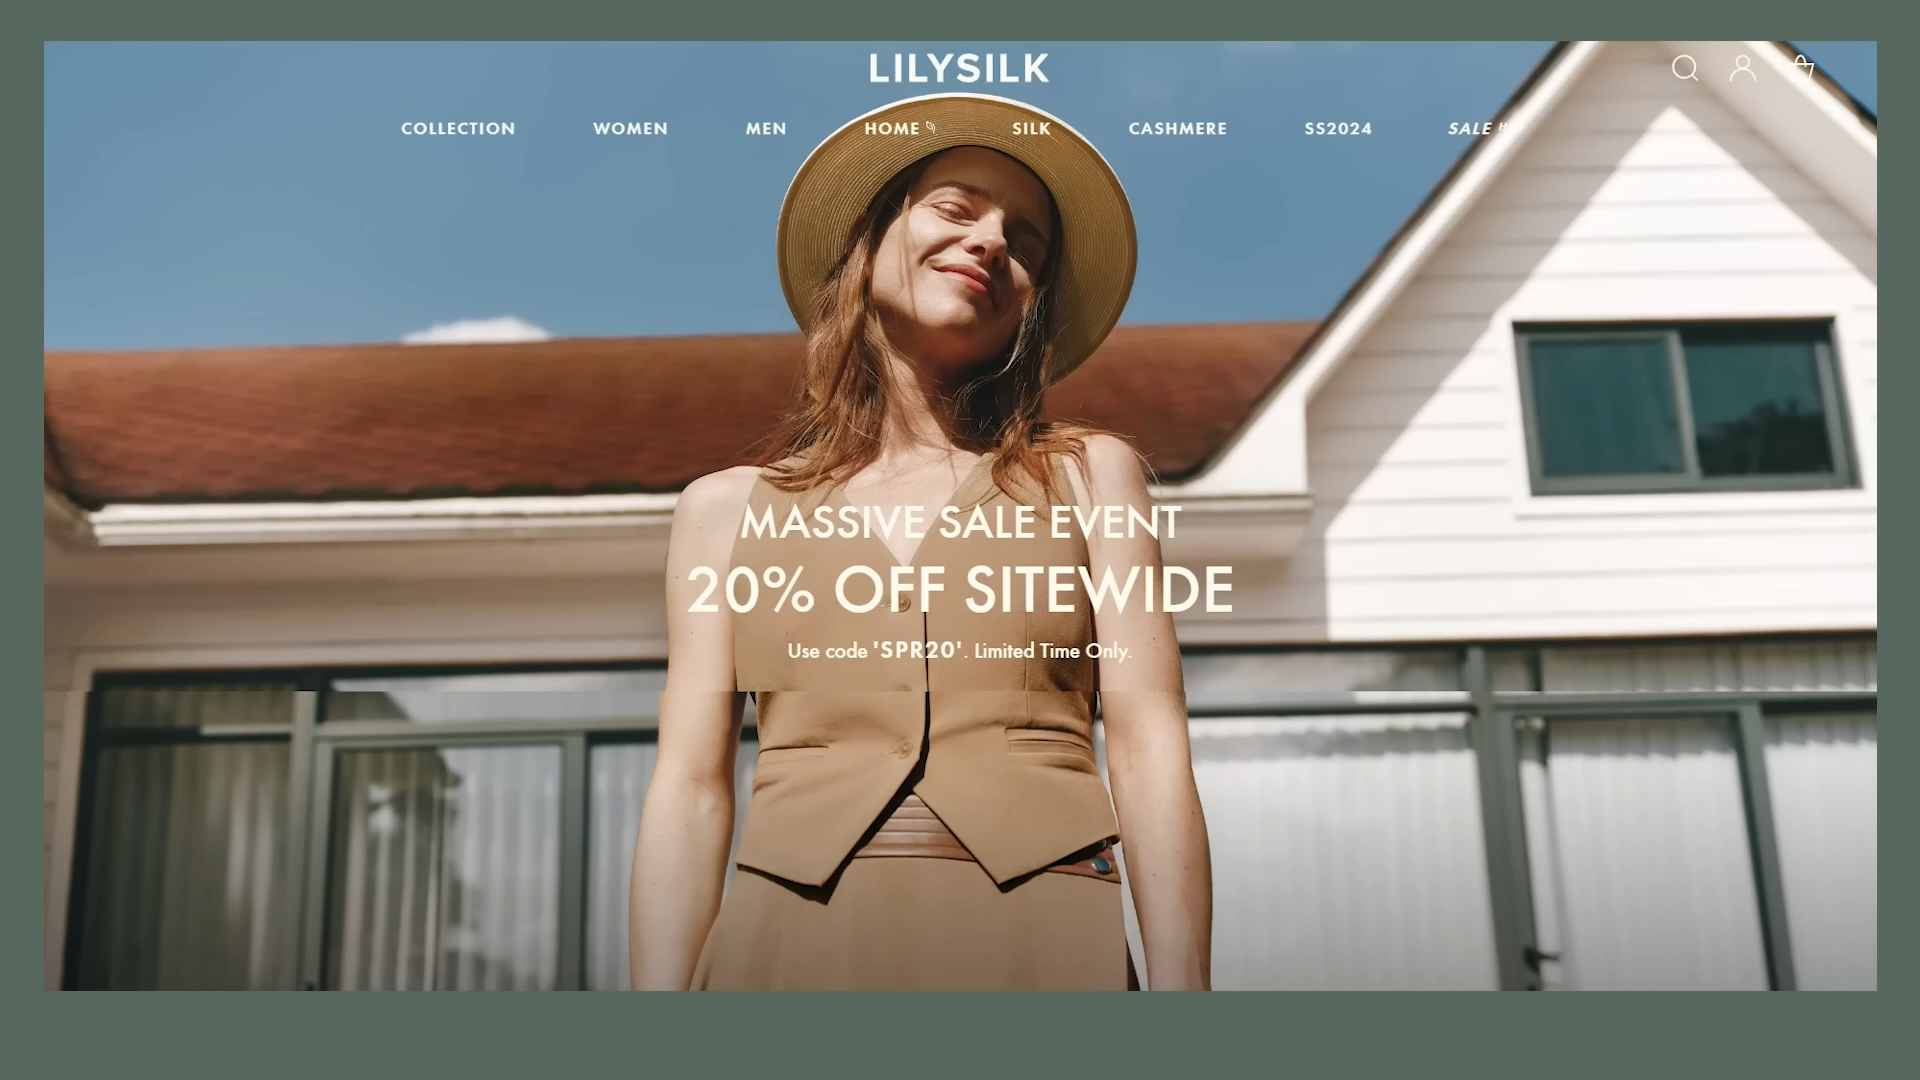 LILYSILK
COLLECTION WOMEN MEN HOME SILK CASHMERE SS2024 SALE
MASSIVE SALE EVENT
20% OFF SITEWIDE
Use code 'SPR20'. Limited Time Only.